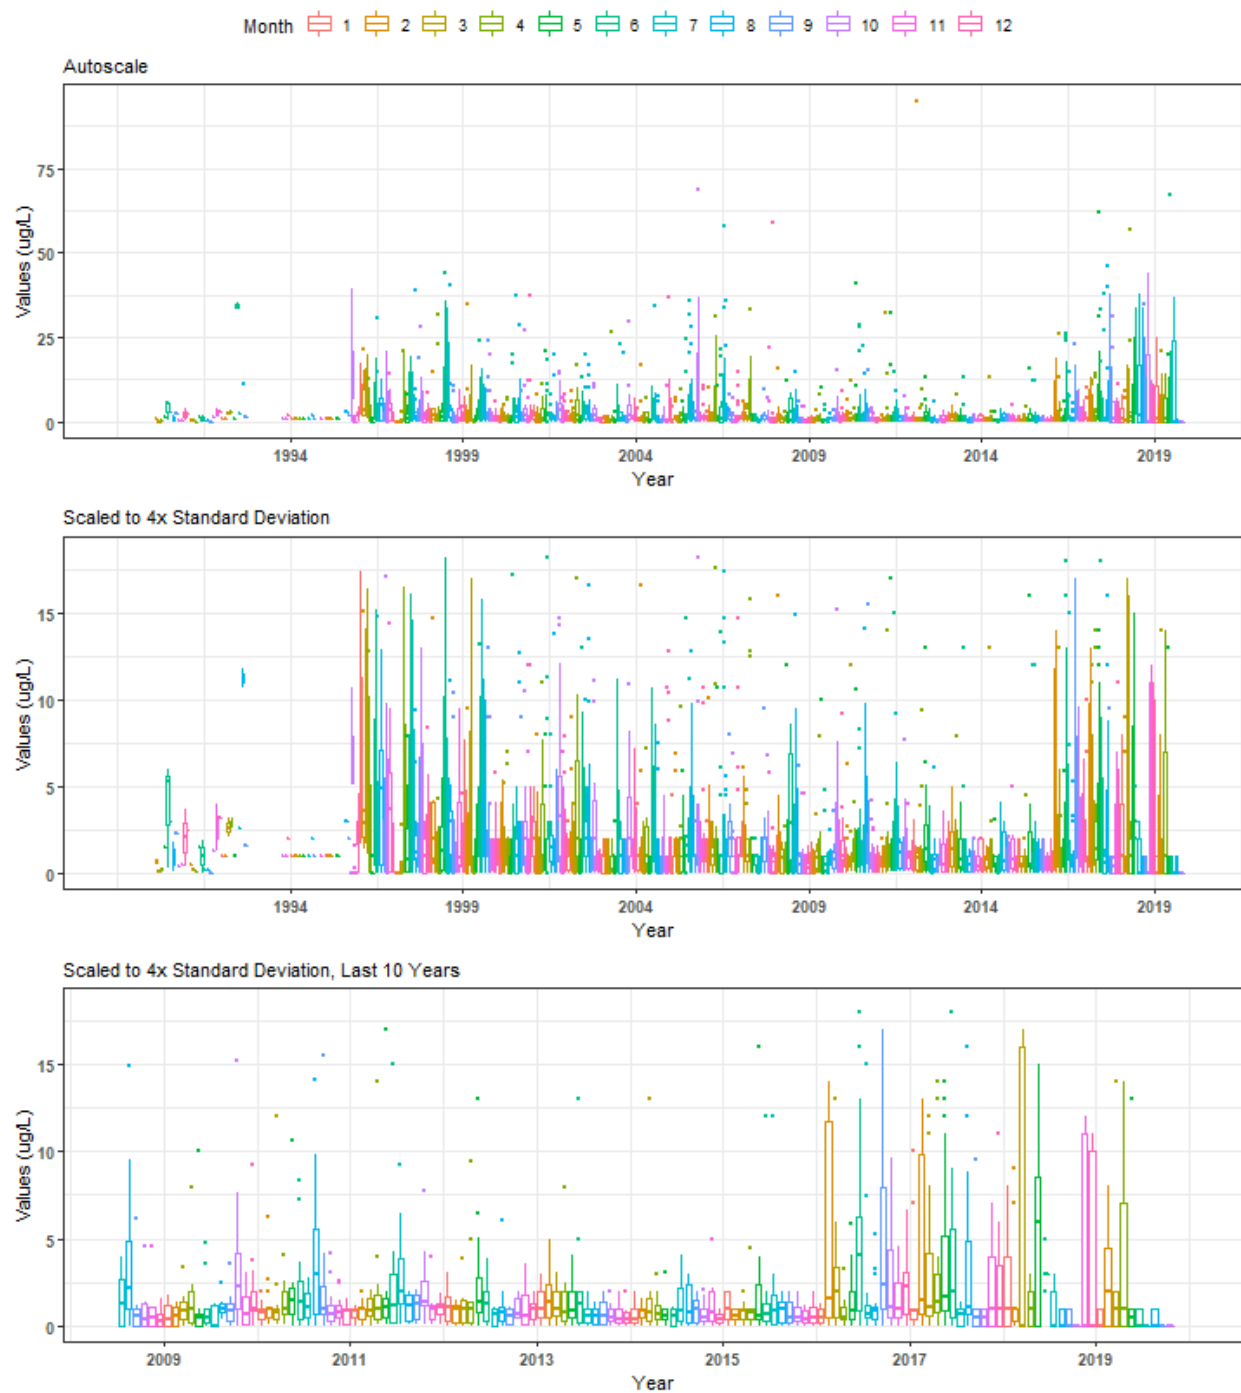 Month 1 2 3 4 5 6 7 8 9 10 11 12
Autoscale
Values (ug/L)
75
50
25
0
1994 1999 2004 2009 2014 2019
Year
Scaled to 4x Standard Deviation
Values (ug/L)
15
10
5
0
1994 1999 2004 2009 2014 2019
Year
Scaled to 4x Standard Deviation, Last 10 Years
Values (ug/L)
15
10
5
0
2009 2011 2013 2015 2017 2019
Year